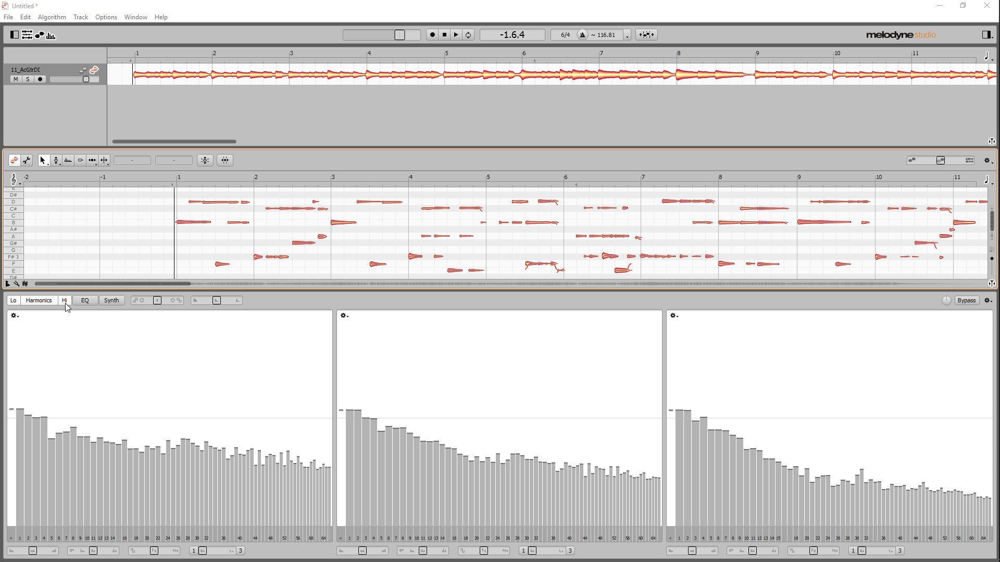 Untitled *
File Edit Algorithm Track Options Window Help
-1.6.4 6/4 ~ 116.81 melodyne studio
1 2 3 4 5 6 7 8 9 10 11
11_AcGtrDI
M S
- -
-2 -1 1 2 3 4 5 6 7 8 9 10 11
E
D#
D
C#
C
B
A#
A
G#
G
F# 3
F
E
D#
Lo Harmonics Hi EQ Synth Bypass
< 1 2 3 4 5 6 7 8 9 10 11 12 13 14 16 18 20 22 24 26 28 30 32 36 40 44 48 52 56 60 64
< 1 2 3 4 5 6 7 8 9 10 11 12 13 14 16 18 20 22 24 26 28 30 32 36 40 44 48 52 56 60 64
< 1 2 3 4 5 6 7 8 9 10 11 12 13 14 15 18 20 22 24 26 28 30 32 36 40 44 48 52 56 60 64
1 3 1 3 1 3